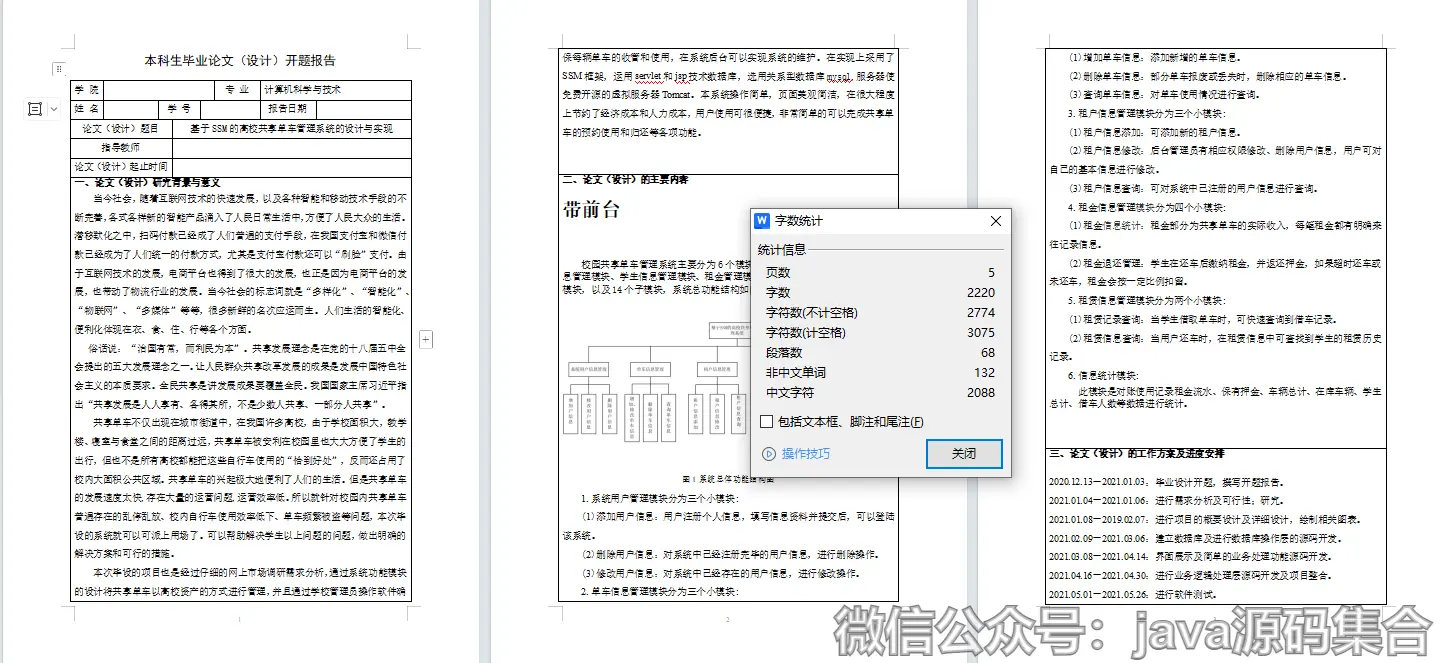 本科生毕业论文（设计）开题报告
学 院 专 业 计算机科学与技术
姓 名 学 号 报告日期
论文（设计）题目 基于 SSM 的高校共享单车管理系统的设计与实现
指导教师
论文（设计）起止时间
一、论文（设计）研究背景与意义
当今社会，随着互联网技术的快速发展，以及各种智能和移动技术手段的不
断完善，各式各样新的智能产品涌入了人民日常生活中，方便了人民大众的生活。
潜移默化之中，扫码付款已经成了人们普通的支付手段，在我国支付宝和微信付
款已经成为了人们统一的付款方式，尤其是支付宝付款还可以“刷脸”支付。由
于互联网技术的发展，电商平台也得到了很大的发展，也正是因为电商平台的发
展，也带动了物流行业的发展。当今社会的标志词就是“多样化”、“智能化”、
“物联网”、“多媒体”等等，很多新鲜的名次应运而生。人们生活的智能化、
便利化体现在衣、食、住、行等各个方面。
俗话说：“治国有常，而利民为本”。共享发展理念是在党的十八届五中全
会提出的五大发展理念之一。让人民群众共享改革发展的成果是发展中国特色社
会主义的本质要求。全民共享是讲发展成果要覆盖全民。我国国家主席习近平指
出“共享发展是人人享有、各得其所，不是少数人共享、一部分人共享”。
共享单车不仅出现在城市街道中，在我国许多高校，由于学校面积大，教学
楼、寝室与食堂之间的距离过远，共享单车被安利在校园里也大大方便了学生的
出行，但也不是所有高校都能把这些自行车使用的“恰到好处”，反而还占用了
校内大面积公共区域。共享单车的兴起极大地便利了人们的生活。但是共享单车
的发展速度太快，存在大量的运营问题，运营效率低。所以就针对校园内共享单车
普遍存在的乱停乱放、校内自行车使用效率低下、单车频繁被盗等问题，本次毕
设的系统就可以可派上用场了。可以帮助解决学生以上问题的问题，做出明确的
解决方案和可行的措施。
本次毕设的项目也是经过仔细的网上市场调研需求分析，通过系统功能模块
的设计将共享单车以高校资产的方式进行管理，并且通过学校管理员操作软件确
1
保每辆单车的收管和使用，在系统后台可以实现系统的维护。在实现上采用了
SSM 框架，运用 servlet 和 jsp 技术数据库，选用关系型数据库 mysql，服务器使
免费开源的虚拟服务器 Tomcat。本系统操作简单，页面美观简洁，在很大程度
上节约了经济成本和人力成本，用户使用可很便捷，非常简单的可以完成共享单
车的预约使用和归还等各项功能。
二、论文（设计）的主要内容
带前台
校园共享单车管理系统主要分为 6 个模块
息管理模块、学生信息管理模块、租金管理模
模块，以及 14 个子模块，系统总功能结构如
图 1 系统总体功能结构图
1. 系统用户管理模块分为三个小模块：
(1) 添加用户信息：用户注册个人信息，填写信息资料并提交后，可以登陆
该系统。
(2) 删除用户信息：对系统中已经注册完毕的用户信息，进行删除操作。
(3) 修改用户信息：对系统中已经存在的用户信息，进行修改操作。
2. 单车信息管理模块分为三个小模块：
2
字数统计
统计信息
页数 5
字数 2220
字符数(不计空格) 2774
字符数(计空格) 3075
段落数 68
非中文单词 132
中文字符 2088
包括文本框、脚注和尾注(F)
操作技巧
关闭
(1) 增加单车信息：添加新增的单车信息。
(2) 删除单车信息：部分单车报废或丢失时，删除相应的单车信息。
(3) 查询单车信息：对单车使用情况进行查询。
3. 租户信息管理模块分为三个小模块：
(1) 租户信息添加：可添加新的租户信息。
(2) 租户信息修改：后台管理员有相应权限修改、删除用户信息，用户可对
自己的基本信息进行修改。
(3) 租户信息查询：可对系统中已注册的用户信息进行查询。
4. 租金信息管理模块分为四个小模块：
(1) 租金信息统计：租金部分为共享单车的实际收入，每笔租金都有明确来
往记录信息。
(2) 租金退还管理，学生在还车后缴纳租金，并返还押金，如果超时还车或
未还车，租金会按一定比例扣留。
5. 租赁信息管理模块分为两个小模块：
(1) 租赁记录查询：当学生借取单车时，可快速查询到借车记录。
(2) 租赁信息查询：当用户还车时，在租赁信息中可查找到学生的租赁历史
记录。
6. 信息统计模块：
此模块是对账使用记录租金流水、保有押金、车辆总计、在库车辆、学生
总计、借车人数等数据进行统计。
三、论文（设计）的工作方案及进度安排
2020.12.13－2021.01.03：毕业设计开题，撰写开题报告。
2021.01.04－2021.01.06：进行需求分析及可行性；研究。
2021.01.08－2019.02.07：进行项目的概要设计及详细设计，绘制相关图表。
2021.02.09－2021.03.06：建立数据库及进行数据库操作层的源码开发。
2021.03.08－2021.04.14：界面展示及简单的业务处理功能源码开发。
2021.04.16－2021.04.30：进行业务逻辑处理层源码开发及项目整合。
2021.05.01－2021.05.26：进行软件测试。
微信公众号：java源码集合